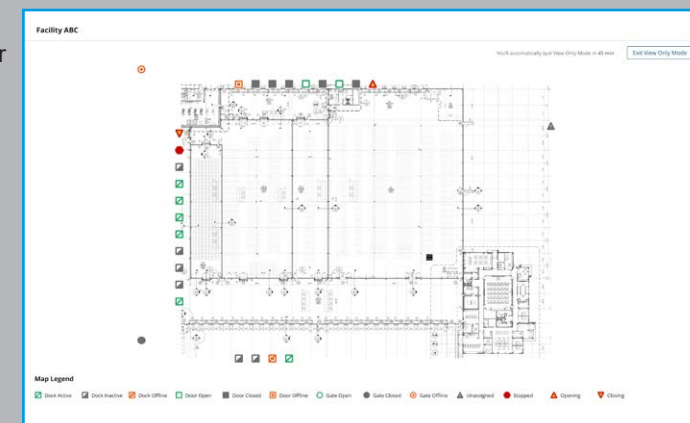 r
Facility ABC
You'll automatically quit View Only Mode in 45 min
Exit View Only Mode
Map Legend
Dock Active Dock Inactive Dock Offline Door Open Door Closed Door Offline Gate Open Gate Closed Gate Offline Unassigned Stopped Opening Closing